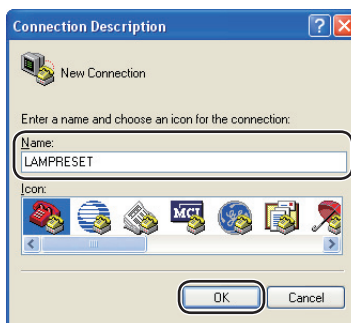 Connection Description
New Connection
Enter a name and choose an icon for the connection:
Name:
LAMPRESET
Icon:
MCI
OK
Cancel